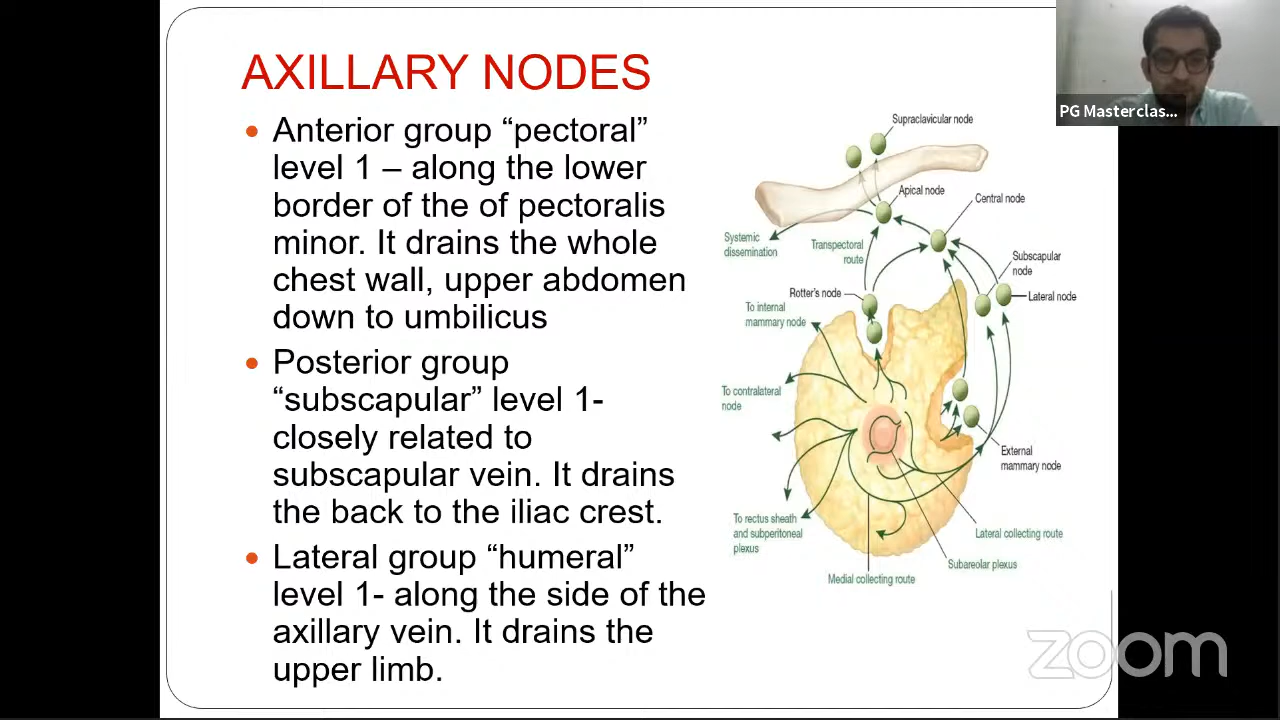 AXILLARY NODES
• Anterior group “pectoral”
level 1 – along the lower
border of the of pectoralis
minor. It drains the whole
chest wall, upper abdomen
down to umbilicus
• Posterior group
“subscapular” level 1-
closely related to
subscapular vein. It drains
the back to the iliac crest.
• Lateral group “humeral”
level 1- along the side of the
axillary vein. It drains the
upper limb.
PG Masterclas...
Supraclavicular node
Apical node
Central node
Systemic
dissemination
Transpectoral
route
Subscapular
node
Rotter's node
Lateral node
To internal
mammary node
To contralateral
node
External
mammary node
To rectus sheath
and subperitoneal
plexus
Lateral collecting route
Subareolar plexus
Medial collecting route
zoom